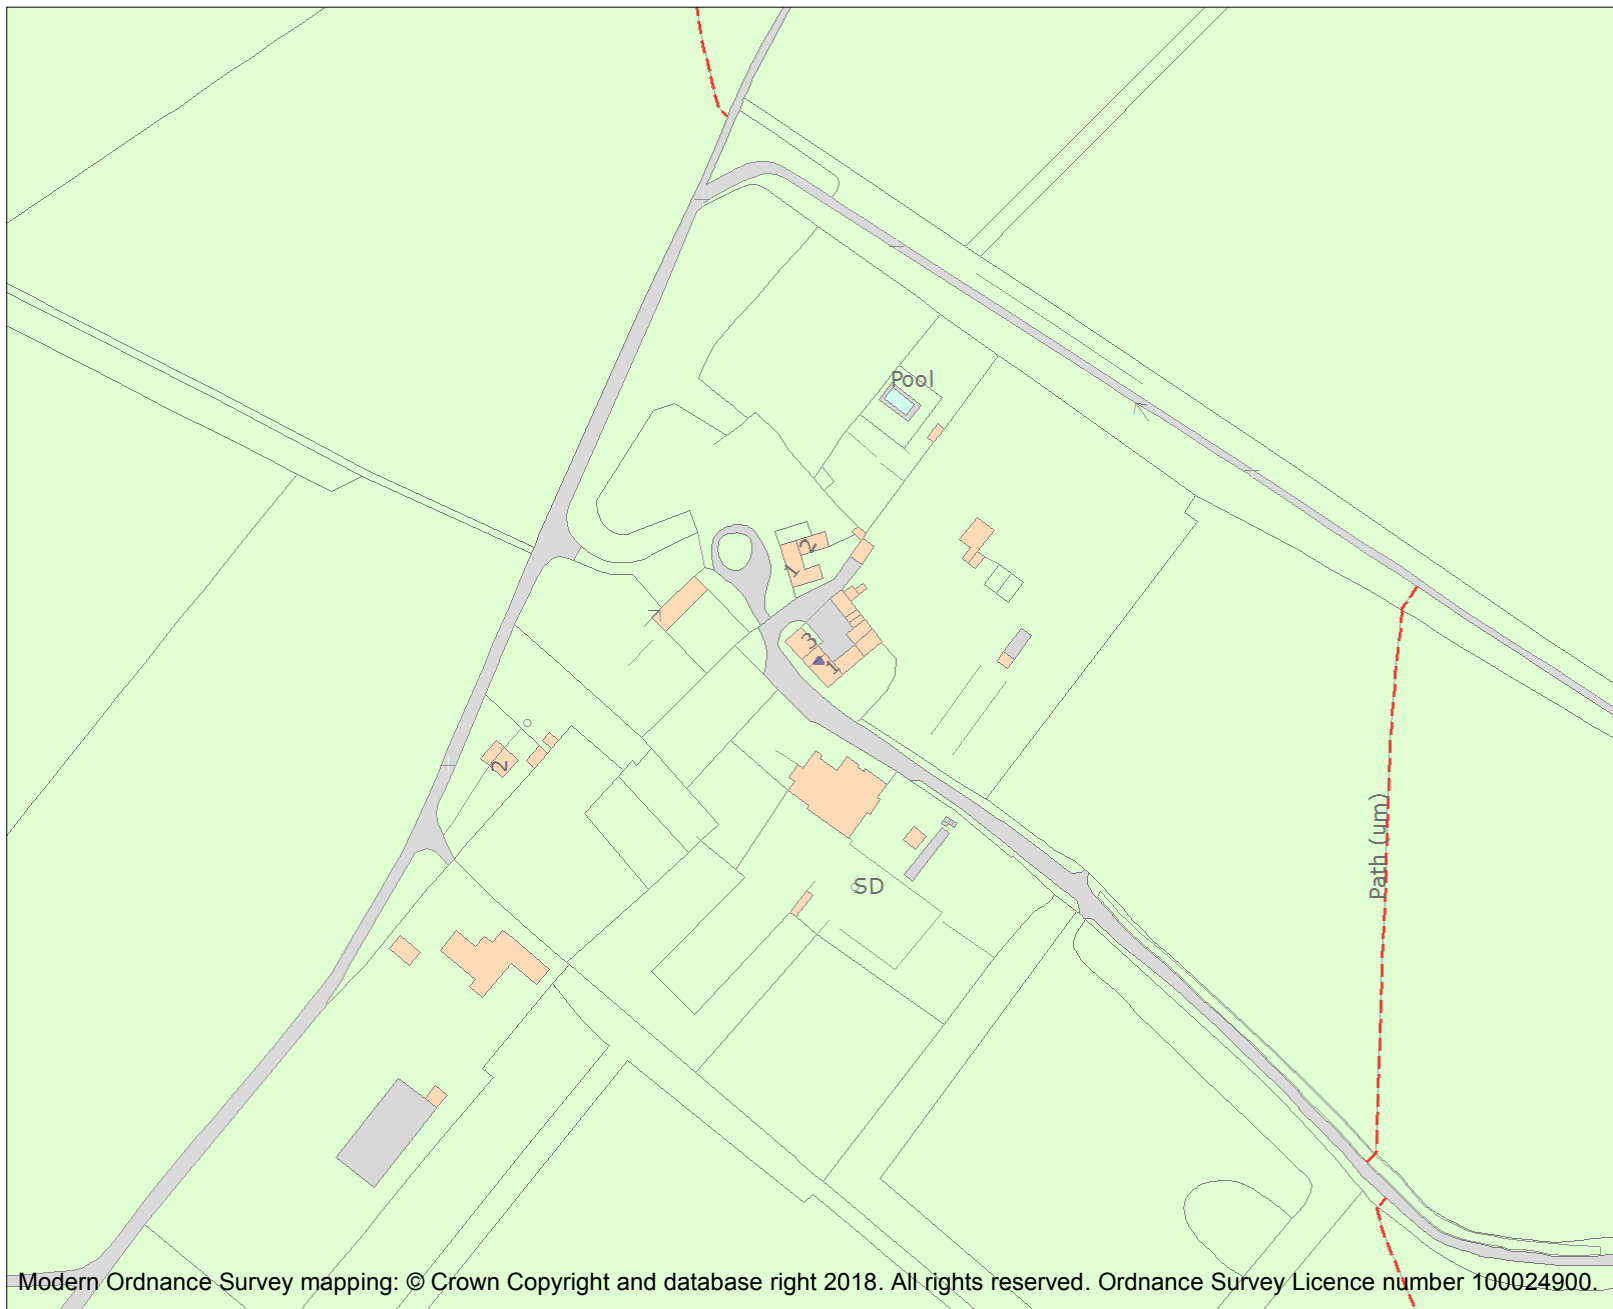 Pool
2
1
3
1
2
SD
Path (um)
Modern Ordnance Survey mapping: © Crown Copyright and database right 2018. All rights reserved. Ordnance Survey Licence number 100024900.